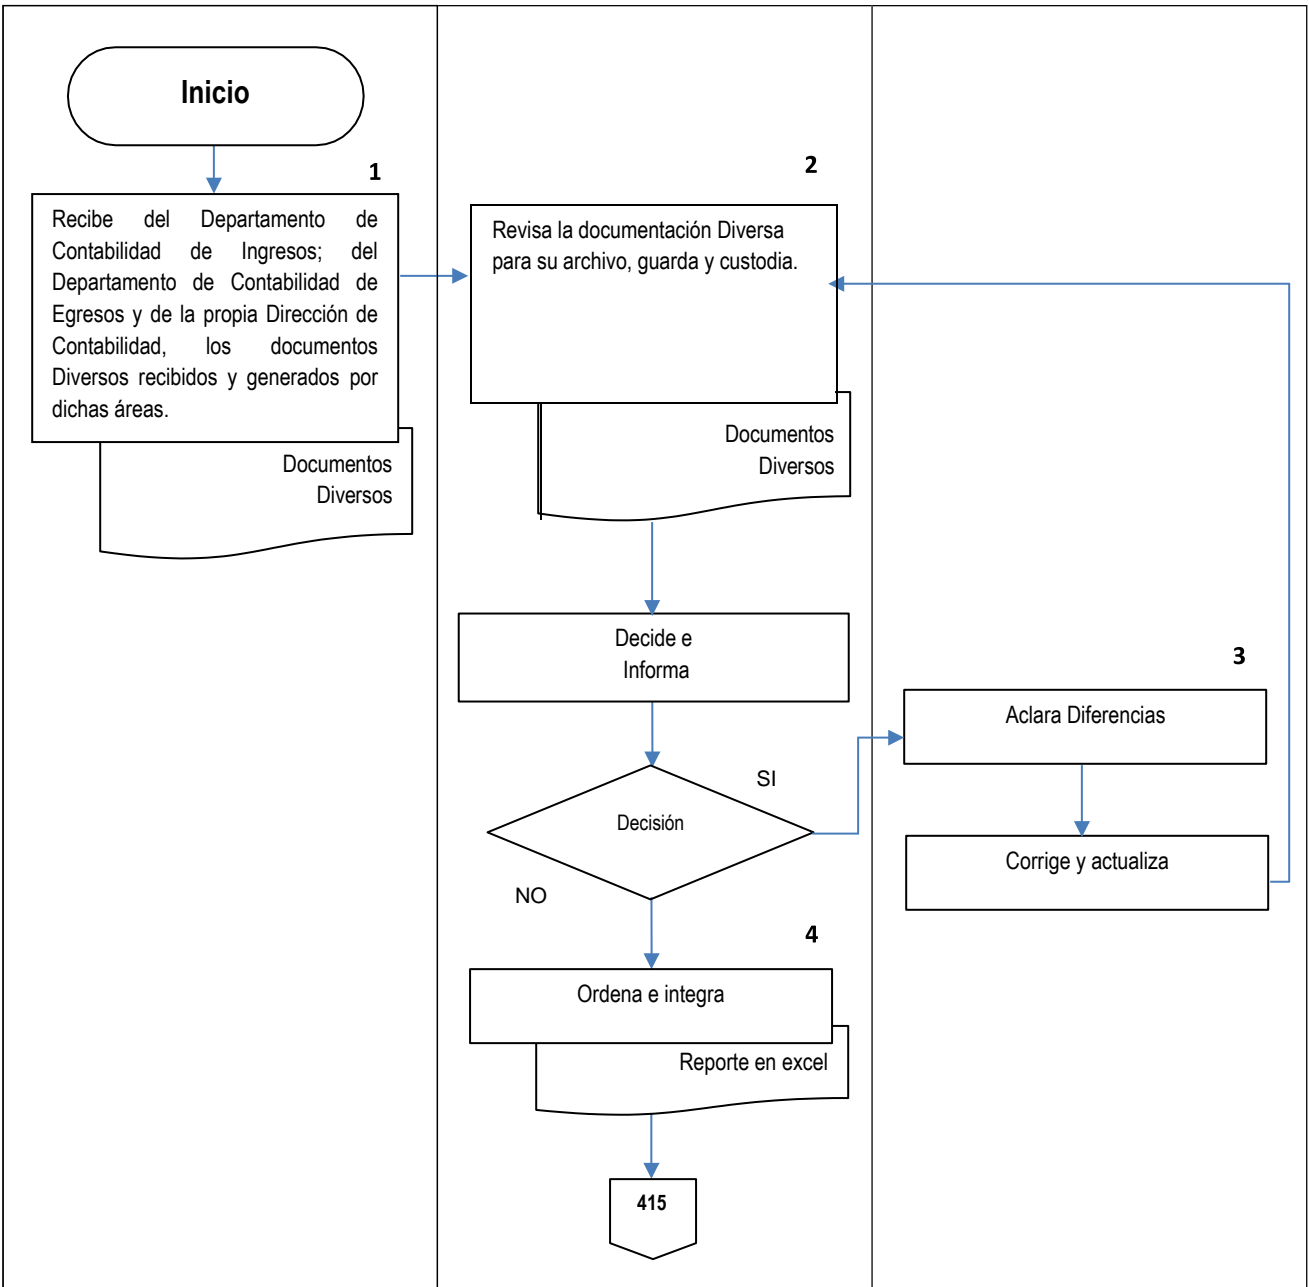 Inicio
1
Recibe del Departamento de
Contabilidad de Ingresos; del
Departamento de Contabilidad de
Egresos y de la propia Dirección de
Contabilidad, los documentos
Diversos recibidos y generados por
dichas áreas.
Documentos
Diversos
2
Revisa la documentación Diversa
para su archivo, guarda y custodia.
Documentos
Diversos
Decide e
Informa
Decisión
SI
NO
3
Aclara Diferencias
Corrige y actualiza
4
Ordena e integra
Reporte en excel
415